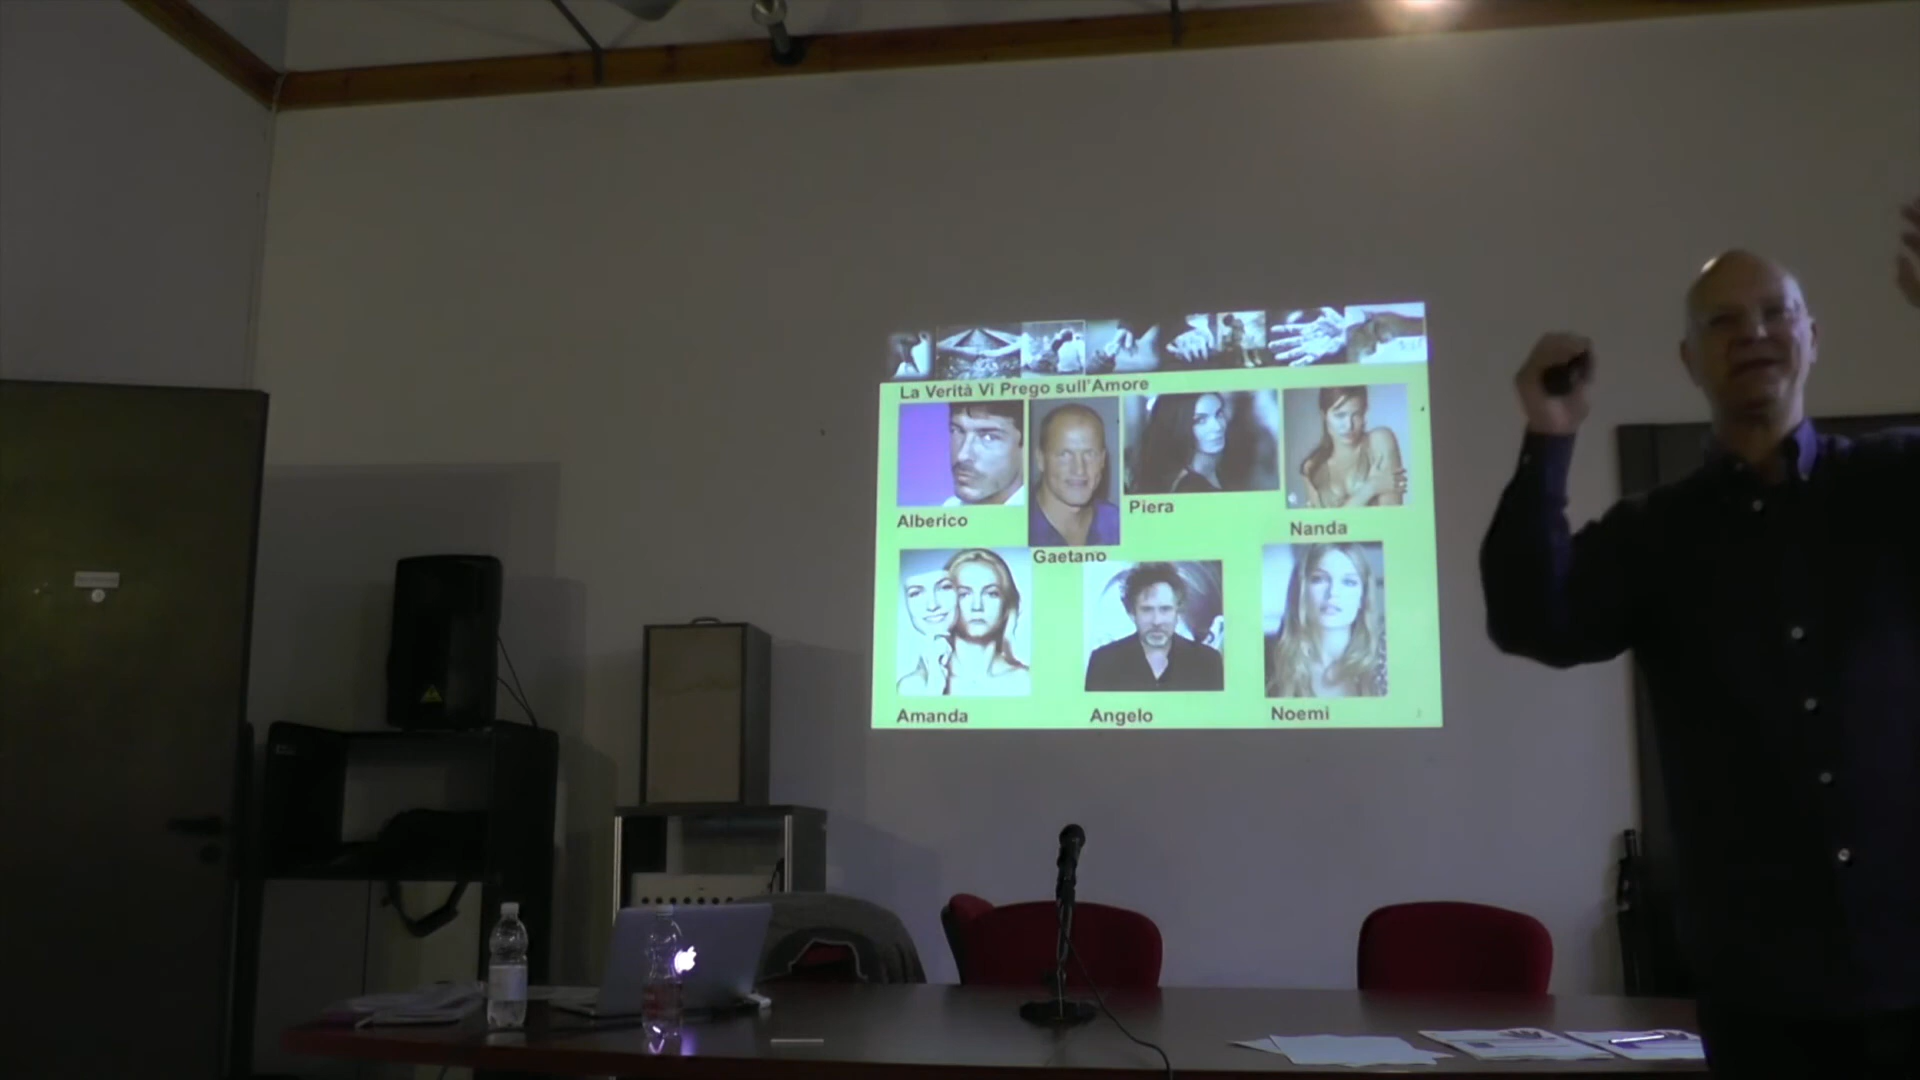 La Verità Vi Prego sull'Amore
Alberico
Gaetano
Piera
Nanda
Amanda
Angelo
Noemi